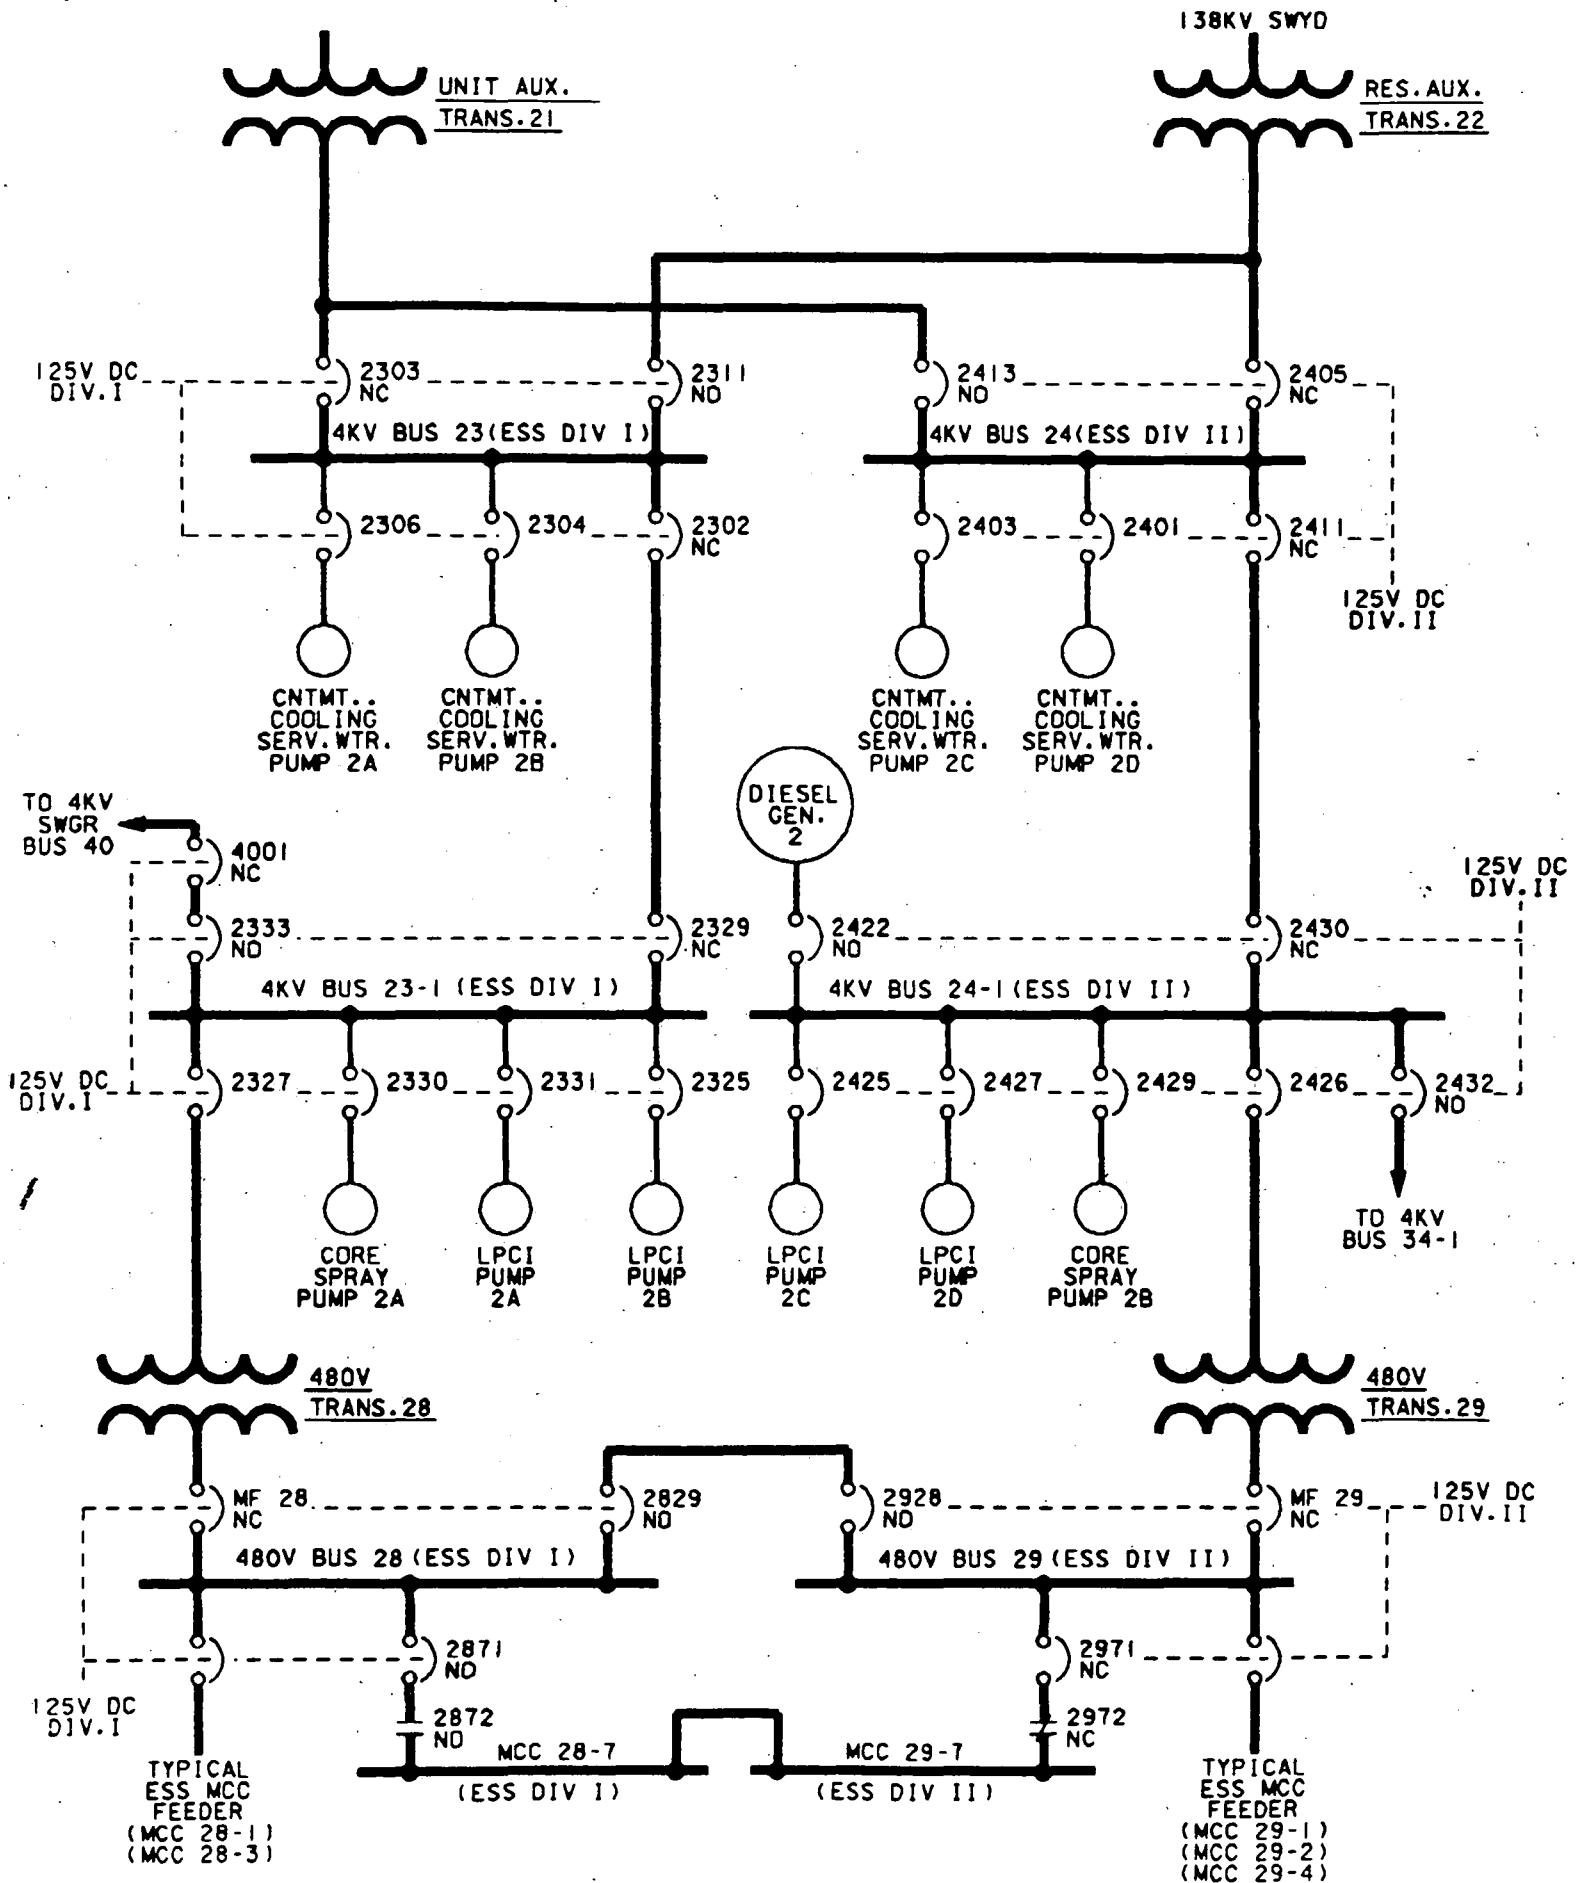 138KV SWYD
UNIT AUX.
TRANS.21
RES.AUX.
TRANS.22
125V DC
DIV.I
2303
NC
2311
NO
2413
NO
2405
NC
4KV BUS 23(ESS DIV I)
4KV BUS 24(ESS DIV II)
2306
2304
2302
NC
2403
2401
2411
NC
125V DC
DIV.II
CNTMT..
COOLING
SERV.WTR.
PUMP 2A
CNTMT..
COOLING
SERV.WTR.
PUMP 2B
CNTMT..
COOLING
SERV.WTR.
PUMP 2C
CNTMT..
COOLING
SERV.WTR.
PUMP 2D
DIESEL
GEN.
2
TO 4KV
SWGR
BUS 40
4001
NC
125V DC
DIV.II
2333
NO
2329
NC
2422
NO
2430
NC
4KV BUS 23-1 (ESS DIV I)
4KV BUS 24-1(ESS DIV II)
125V DC
DIV.I
2327
2330
2331
2325
2425
2427
2429
2426
2432
NO
CORE
SPRAY
PUMP 2A
LPCI
PUMP
2A
LPCI
PUMP
2B
LPCI
PUMP
2C
LPCI
PUMP
2D
CORE
SPRAY
PUMP 2B
TO 4KV
BUS 34-1
480V
TRANS.28
480V
TRANS.29
MF 28
NC
2829
NO
2928
NO
MF 29
NC
125V DC
DIV.II
480V BUS 28 (ESS DIV I)
480V BUS 29 (ESS DIV II)
2871
NO
2971
NC
125V DC
DIV.I
2872
NO
2972
NC
MCC 28-7
(ESS DIV I)
MCC 29-7
(ESS DIV II)
TYPICAL
ESS MCC
FEEDER
(MCC 28-1)
(MCC 28-3)
TYPICAL
ESS MCC
FEEDER
(MCC 29-1)
(MCC 29-2)
(MCC 29-4)